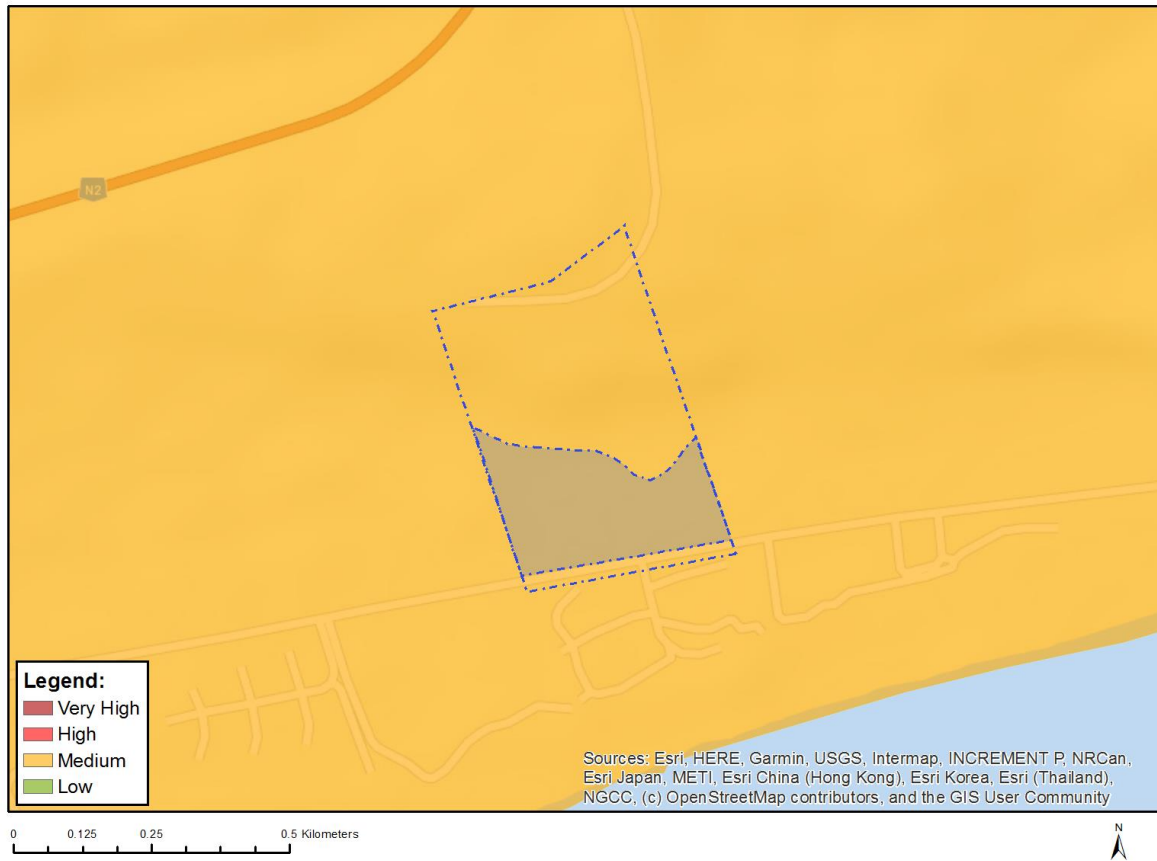 N2
Legend:
Very High
High
Medium
Low
Sources: Esri, HERE, Garmin, USGS, Intermap, INCREMENT P, NRCan,
Esri Japan, METI, Esri China (Hong Kong), Esri Korea, Esri (Thailand),
NGCC, (c) OpenStreetMap contributors, and the GIS User Community
0 0.125 0.25 0.5 Kilometers
N